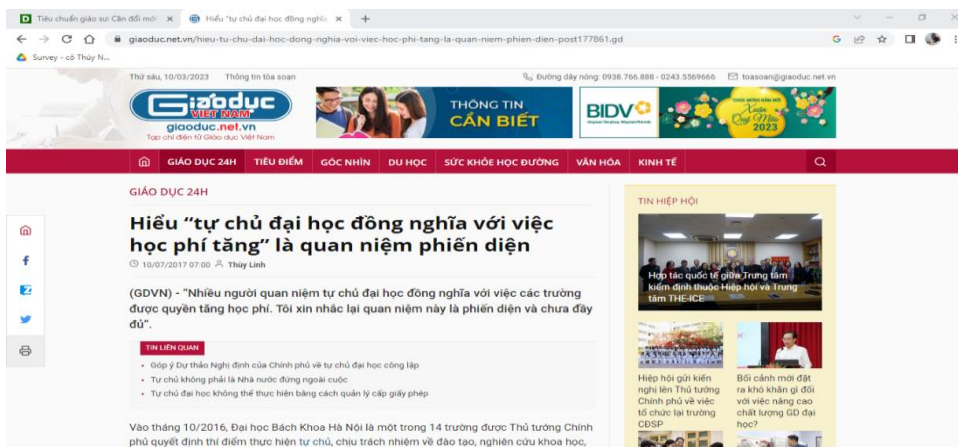 Tiêu chuẩn giáo sư: Cần đổi mới
Hiểu "tự chủ đại học đồng nghĩa
giaoduc.net.vn/hieu-tu-chu-dai-hoc-dong-nghia-voi-viec-hoc-phi-tang-la-quan-niem-phien-dien-post177861.gd
Survey - cô Thúy N...
Thứ sáu, 10/03/2023 Thông tin tòa soạn
Đường dây nóng: 0938.766.888 - 0243.5569666 toasoan@giaoduc.net.vn
Giáo dục
VIỆT NAM
giaoduc.net.vn
Tạp chí điện tử Giáo dục Việt Nam
THÔNG TIN
CẦN BIẾT
BIDV
CHÚC MỪNG NĂM MỚI
Xuân
Quý Mão
2023
GIÁO DỤC 24H TIÊU ĐIỂM GÓC NHÌN DU HỌC SỨC KHỎE HỌC ĐƯỜNG VĂN HÓA KINH TẾ
GIÁO DỤC 24H
Hiểu “tự chủ đại học đồng nghĩa với việc
học phí tăng” là quan niệm phiến diện
10/07/2017 07:00 Thùy Linh
(GDVN) - “Nhiều người quan niệm tự chủ đại học đồng nghĩa với việc các trường
được quyền tăng học phí. Tôi xin nhắc lại quan niệm này là phiến diện và chưa đầy
đủ”.
TIN LIÊN QUAN
Góp ý Dự thảo Nghị định của Chính phủ về tự chủ đại học công lập
Tự chủ không phải là Nhà nước đứng ngoài cuộc
Tự chủ đại học không thể thực hiện bằng cách quản lý cấp giấy phép
Vào tháng 10/2016, Đại học Bách Khoa Hà Nội là một trong 14 trường được Thủ tướng Chính
phủ quyết định thí điểm thực hiện tự chủ, chịu trách nhiệm về đào tạo, nghiên cứu khoa học,
TIN HIỆP HỘI
Hợp tác quốc tế giữa Trung tâm
kiểm định thuộc Hiệp hội và Trung
tâm THE-ICE
Hiệp hội gửi kiến
nghị lên Thủ tướng
Chính phủ về việc
tổ chức lại trường
CĐSP
Bối cảnh mới đặt
ra khó khăn gì đối
với việc nâng cao
chất lượng GD đại
học?